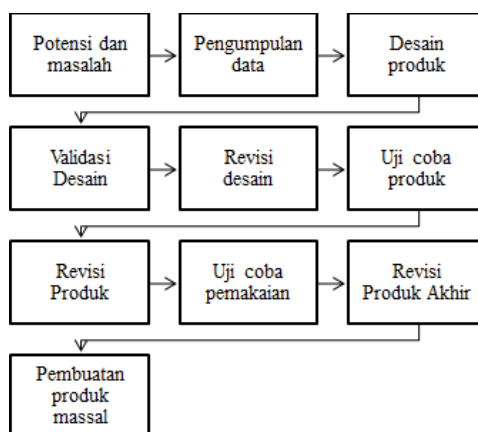 Potensi dan
masalah
Pengumpulan
data
Desain
produk
Validasi
Desain
Revisi
desain
Uji coba
produk
Revisi
Produk
Uji coba
pemakaian
Revisi
Produk Akhir
Pembuatan
produk
massal